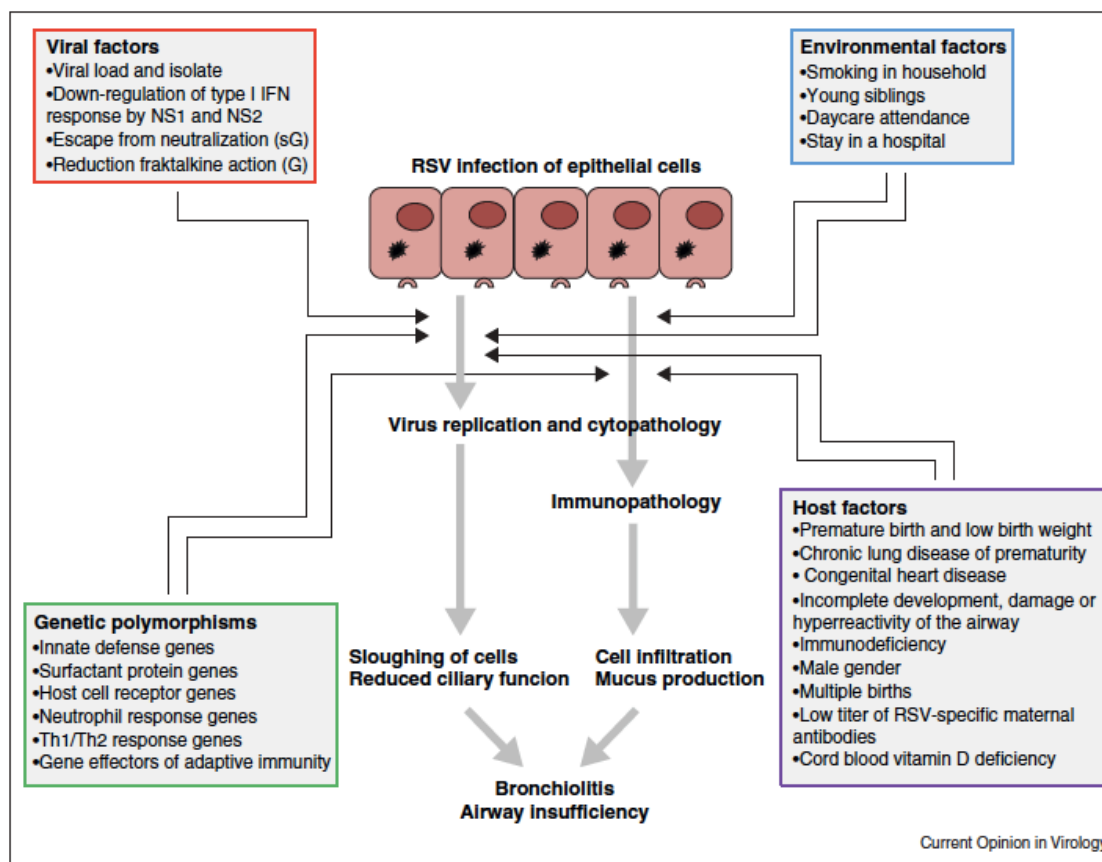 Viral factors
•Viral load and isolate
•Down-regulation of type I IFN
response by NS1 and NS2
•Escape from neutralization (sG)
•Reduction fraktalkine action (G)
Environmental factors
•Smoking in household
•Young siblings
•Daycare attendance
•Stay in a hospital
RSV infection of epithelial cells
Virus replication and cytopathology
Immunopathology
Genetic polymorphisms
•Innate defense genes
•Surfactant protein genes
•Host cell receptor genes
•Neutrophil response genes
•Th1/Th2 response genes
•Gene effectors of adaptive immunity
Sloughing of cells
Reduced ciliary funcion
Cell infiltration
Mucus production
Host factors
•Premature birth and low birth weight
•Chronic lung disease of prematurity
• Congenital heart disease
•Incomplete development, damage or
hyperreactivity of the airway
•Immunodeficiency
•Male gender
•Multiple births
•Low titer of RSV-specific maternal
antibodies
•Cord blood vitamin D deficiency
Bronchiolitis
Airway insufficiency
Current Opinion in Virology